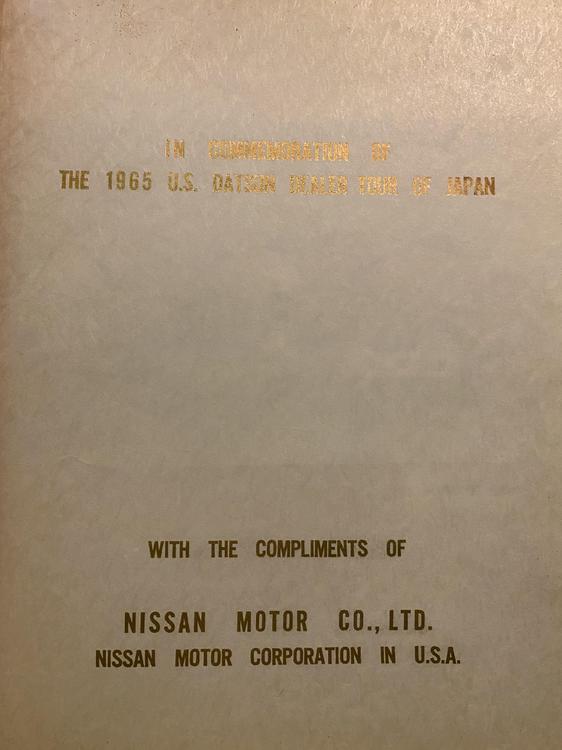 IN COMMEMORATION OF
THE 1965 U.S. DATSUN DEALER TOUR OF JAPAN
WITH THE COMPLIMENTS OF
NISSAN MOTOR CO., LTD.
NISSAN MOTOR CORPORATION IN U.S.A.